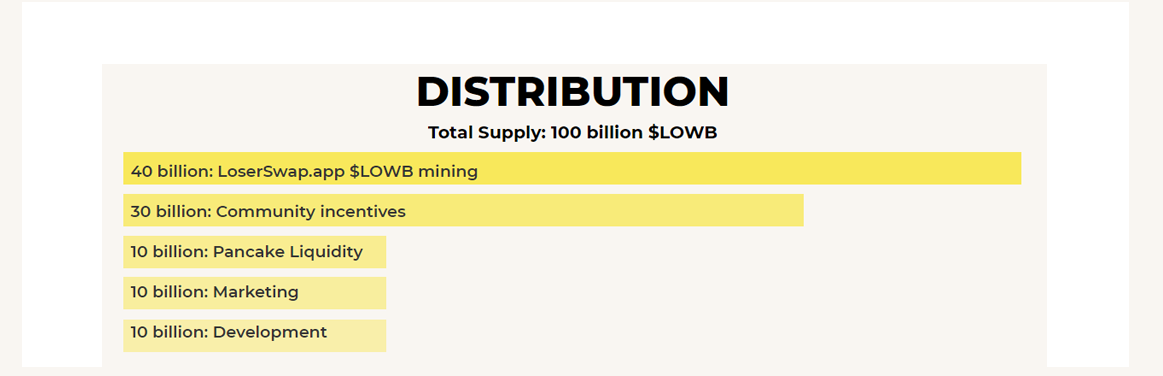 DISTRIBUTION
Total Supply: 100 billion $LOWB
40 billion: LoserSwap.app $LOWB mining
30 billion: Community incentives
10 billion: Pancake Liquidity
10 billion: Marketing
10 billion: Development